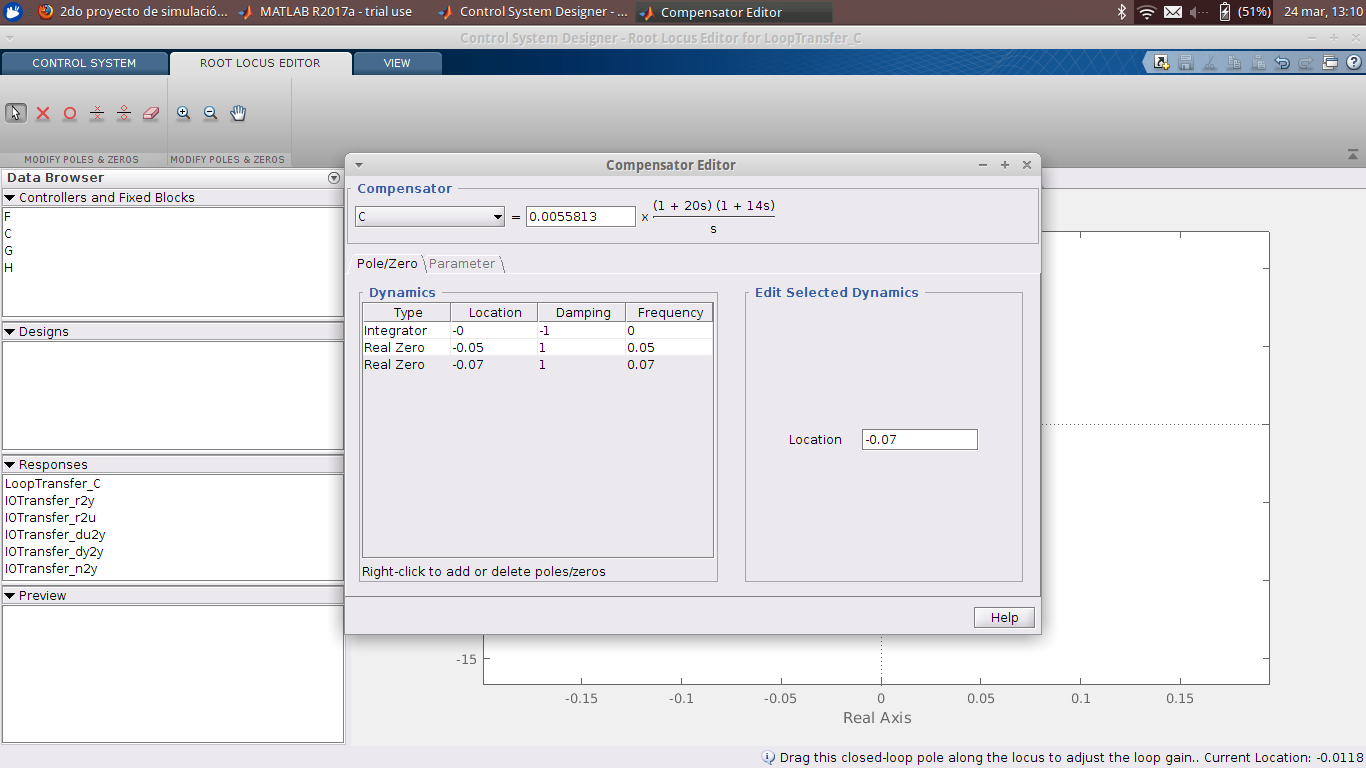 2do proyecto de simulació...
MATLAB R2017a - trial use
Control System Designer - ...
Compensator Editor
(51%)
24 mar, 13:10
Control System Designer - Root Locus Editor for LoopTransfer_C
CONTROL SYSTEM
ROOT LOCUS EDITOR
VIEW
MODIFY POLES & ZEROS
MODIFY POLES & ZEROS
Data Browser
Controllers and Fixed Blocks
F
C
G
H
Designs
Responses
LoopTransfer_C
IOTransfer_r2y
IOTransfer_r2u
IOTransfer_du2y
IOTransfer_dy2y
IOTransfer_n2y
Preview
Compensator Editor
Compensator
C = 0.0055813 x (1 + 20s) (1 + 14s)
s
Pole/Zero Parameter
Dynamics
Type Location Damping Frequency
Integrator -0 -1 0
Real Zero -0.05 1 0.05
Real Zero -0.07 1 0.07
Right-click to add or delete poles/zeros
Edit Selected Dynamics
Location -0.07
Help
-15
-0.15 -0.1 -0.05 0 0.05 0.1 0.15
Real Axis
Drag this closed-loop pole along the locus to adjust the loop gain.. Current Location: -0.0118